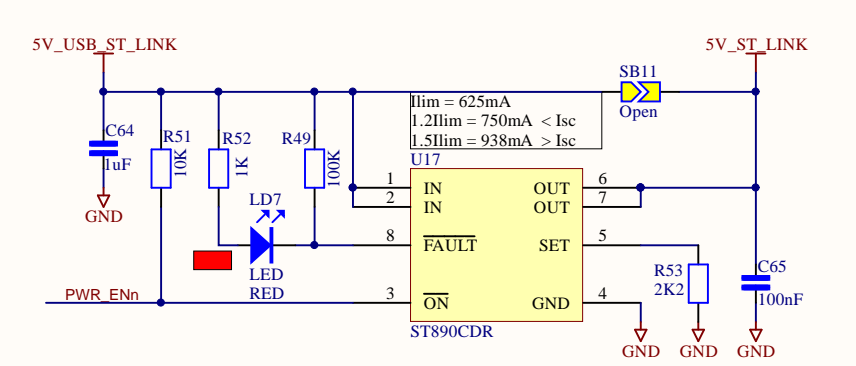 5V_USB_ST_LINK
5V_ST_LINK
SB11
Open
Ilim = 625mA
1.2Ilim = 750mA < Isc
1.5Ilim = 938mA > Isc
C64
1uF
GND
R51
10K
R52
1K
R49
100K
U17
1
IN
2
IN
OUT
6
OUT
7
LD7
LED
RED
8
FAULT
SET
5
R53
2K2
C65
100nF
PWR_ENn
3
ON
GND
4
ST890CDR
GND
GND
GND